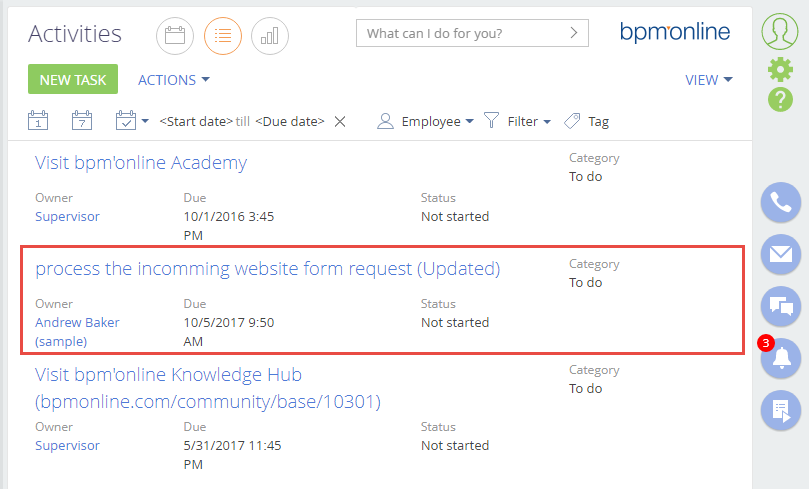 Activities
What can I do for you?
bpm'online
NEW TASK
ACTIONS
VIEW
1
7
<Start date> till <Due date>
Employee
Filter
Tag
Visit bpm'online Academy
Category
To do
Owner
Due
Status
Supervisor
10/1/2016 3:45
Not started
PM
process the incomming website form request (Updated)
Category
To do
Owner
Due
Status
Andrew Baker
10/5/2017 9:50
Not started
(sample)
AM
3
Visit bpm'online Knowledge Hub
Category
(bpmonline.com/community/base/10301)
To do
Owner
Due
Status
Supervisor
5/31/2017 11:45
Not started
PM
?